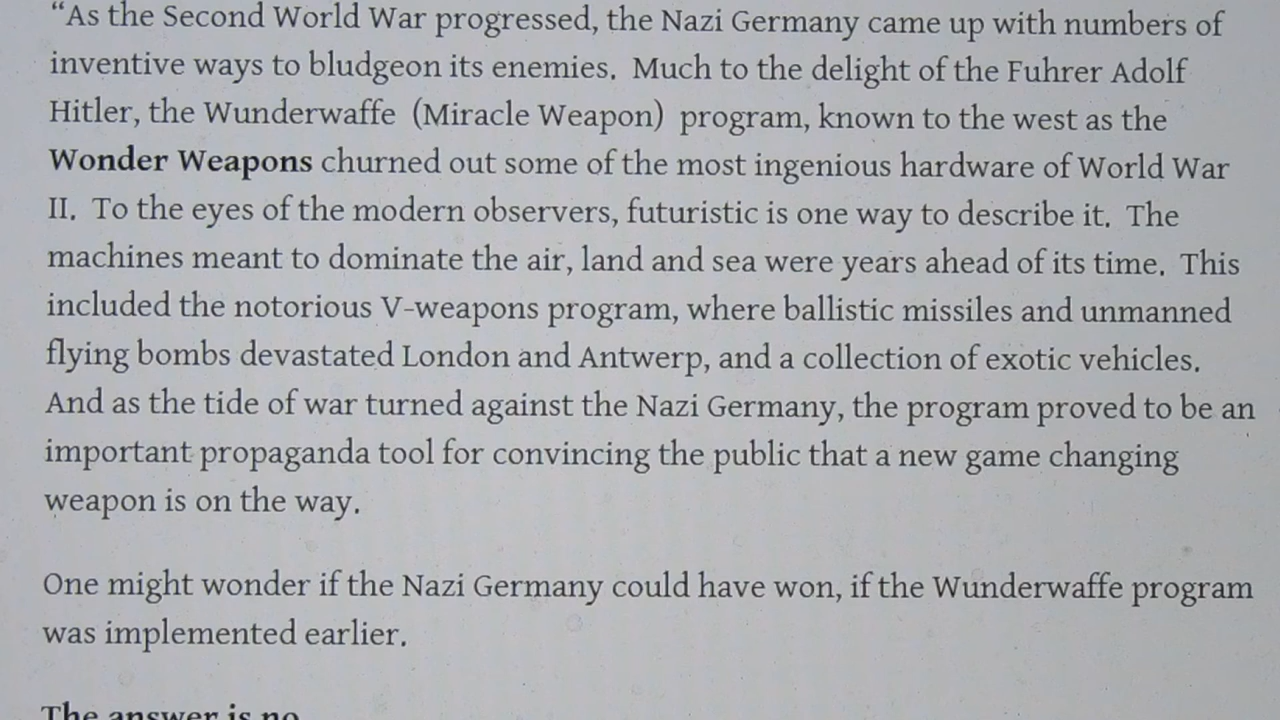 “As the Second World War progressed, the Nazi Germany came up with numbers of
inventive ways to bludgeon its enemies.  Much to the delight of the Fuhrer Adolf
Hitler, the Wunderwaffe  (Miracle Weapon)  program, known to the west as the
Wonder Weapons churned out some of the most ingenious hardware of World War
II.  To the eyes of the modern observers, futuristic is one way to describe it.  The
machines meant to dominate the air, land and sea were years ahead of its time.  This
included the notorious V-weapons program, where ballistic missiles and unmanned
flying bombs devastated London and Antwerp, and a collection of exotic vehicles.
And as the tide of war turned against the Nazi Germany, the program proved to be an
important propaganda tool for convincing the public that a new game changing
weapon is on the way.
One might wonder if the Nazi Germany could have won, if the Wunderwaffe program
was implemented earlier.
The answer is no